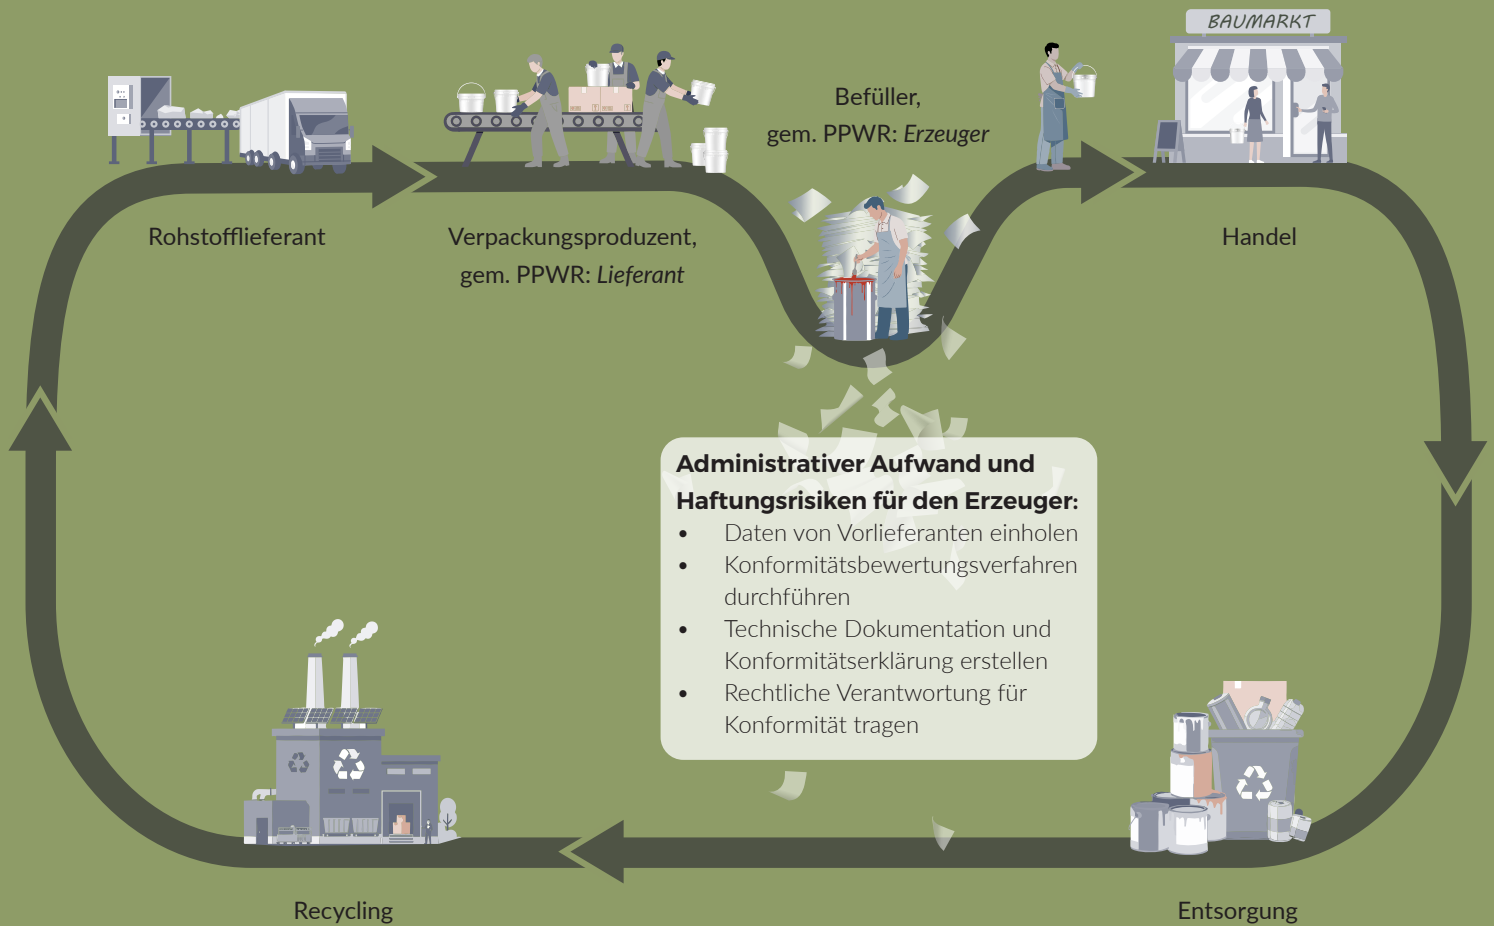 BAUMARKT
Befüller,
gem. PPWR: Erzeuger
Rohstofflieferant
Verpackungsproduzent,
gem. PPWR: Lieferant
Handel
Administrativer Aufwand und
Haftungsrisiken für den Erzeuger:
• Daten von Vorlieferanten einholen
• Konformitätsbewertungsverfahren
durchführen
• Technische Dokumentation und
Konformitätserklärung erstellen
• Rechtliche Verantwortung für
Konformität tragen
Recycling
Entsorgung